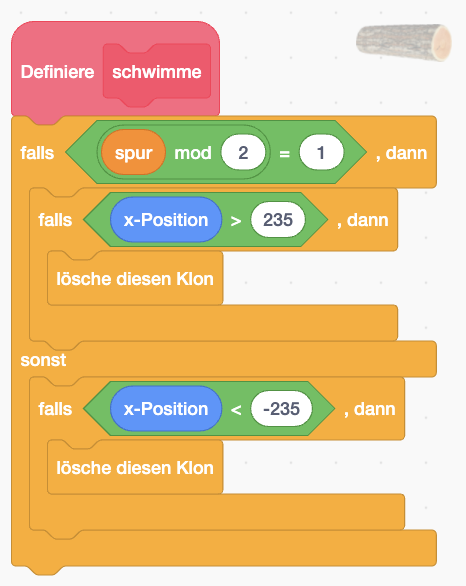 Definiere schwimme
falls spur mod 2 = 1 , dann
falls x-Position > 235 , dann
lösche diesen Klon
sonst
falls x-Position < -235 , dann
lösche diesen Klon